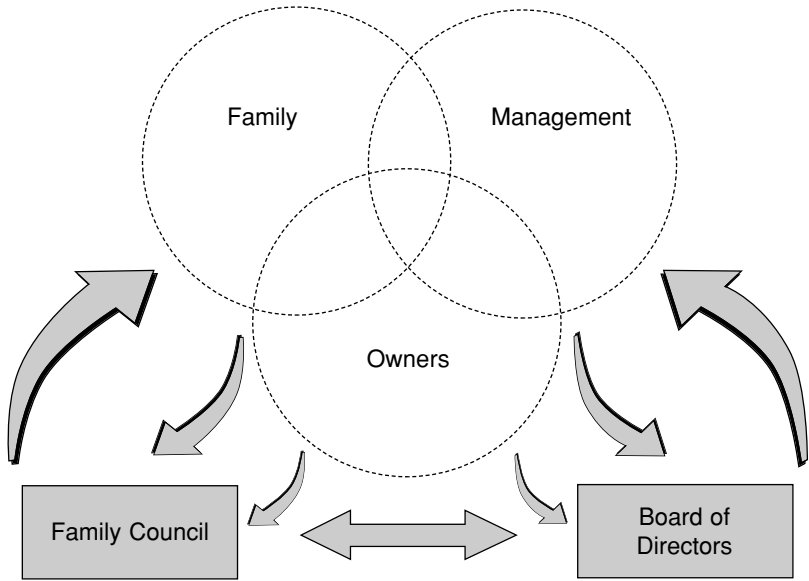 Family
Management
Owners
Family Council
Board of
Directors